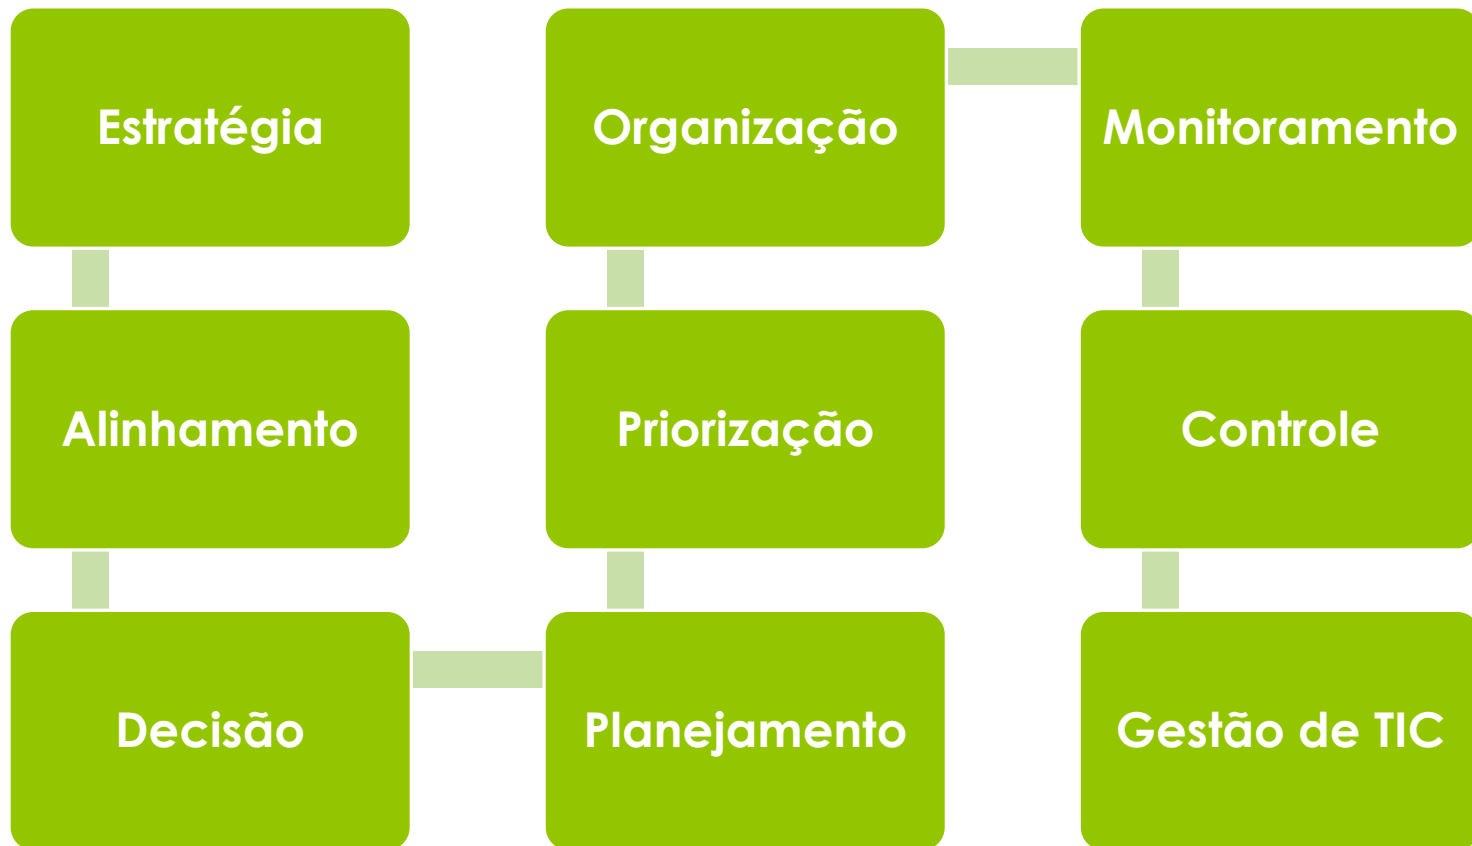 Estratégia
Alinhamento
Decisão
Planejamento
Priorização
Organização
Monitoramento
Controle
Gestão de TIC